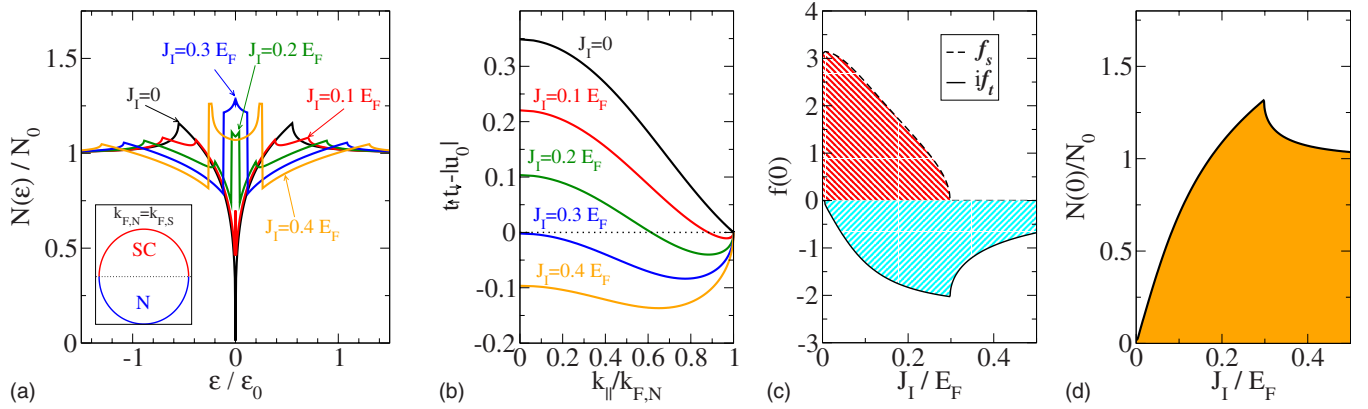 1.5
1
0.5
0
N(ε) / N₀
J_I=0.3 E_F
J_I=0.2 E_F
J_I=0
J_I=0.1 E_F
J_I=0.4 E_F
k_F,N=k_F,S
SC
N
-1
0
1
ε / ε₀
(a)
0.3
0.2
0.1
0
-0.1
-0.2
t↑t↓-|u₀|
J_I=0
J_I=0.1 E_F
J_I=0.2 E_F
J_I=0.3 E_F
J_I=0.4 E_F
0
0.2
0.4
0.6
0.8
1
k_||/k_F,N
(b)
4
3
2
1
0
-1
-2
-3
f(0)
f_s
if_t
0
0.2
0.4
J_I / E_F
(c)
1.5
1
0.5
0
N(0)/N₀
0
0.2
0.4
J_I / E_F
(d)